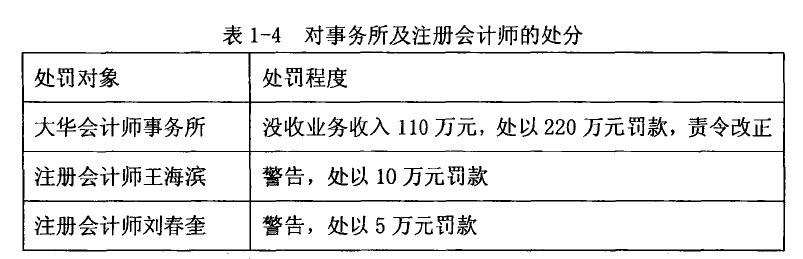 表 1-4 对事务所及注册会计师的处分
处罚对象 处罚程度
大华会计师事务所 没收业务收入 110 万元，处以 220 万元罚款，责令改正
注册会计师王海滨 警告，处以 10 万元罚款
注册会计师刘春奎 警告，处以 5 万元罚款